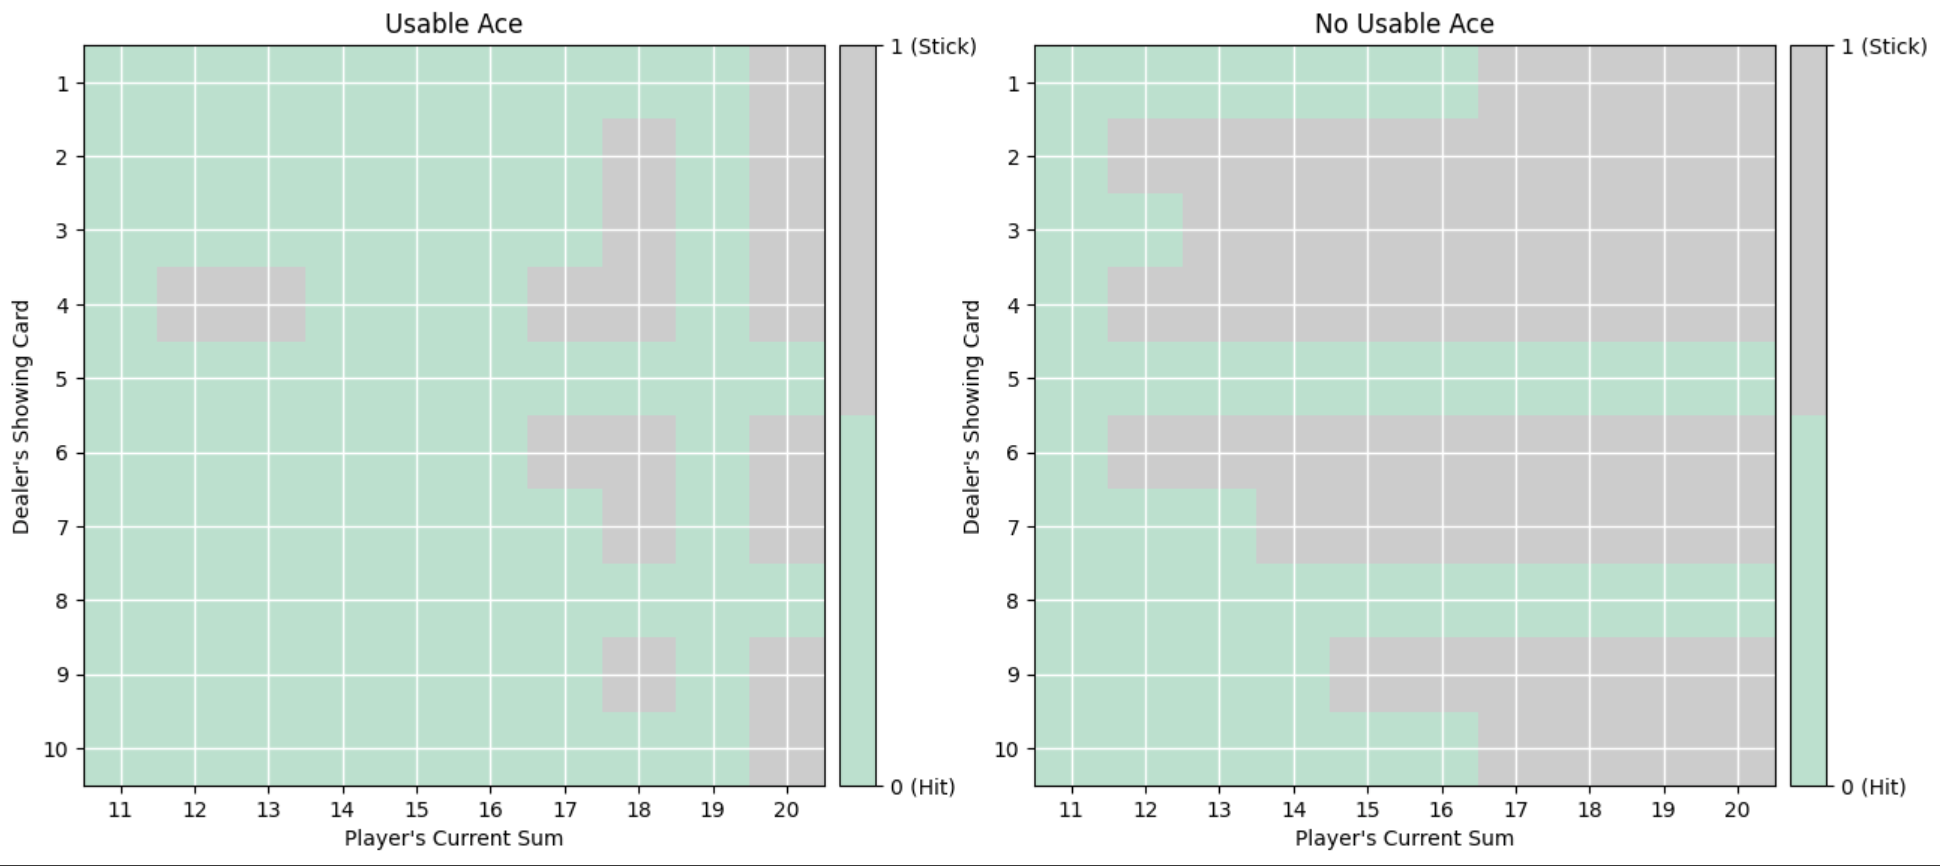 Usable Ace
1
2
3
4
5
6
7
8
9
10
Dealer's Showing Card
11 12 13 14 15 16 17 18 19 20
Player's Current Sum
1 (Stick)
0 (Hit)
No Usable Ace
1
2
3
4
5
6
7
8
9
10
Dealer's Showing Card
11 12 13 14 15 16 17 18 19 20
Player's Current Sum
1 (Stick)
0 (Hit)